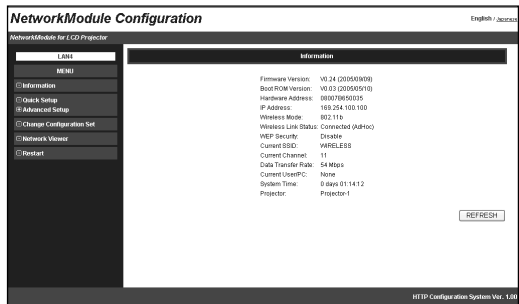 NetworkModule Configuration
English / Japanese
NetworkModule for LCD Projector
LAN4
MENU
Information
Quick Setup
Advanced Setup
Change Configuration Set
Network Viewer
Restart
Information
Firmware Version: V0.24 (2005/09/09)
Boot ROM Version: V0.03 (2005/05/10)
Hardware Address: 08007B650035
IP Address: 169.254.100.100
Wireless Mode: 802.11b
Wireless Link Status: Connected (AdHoc)
WEP Security: Disable
Current SSID: WIRELESS
Current Channel: 11
Data Transfer Rate: 54 Mbps
Current User/PC: None
System Time: 0 days 01:14:12
Projector: Projector-1
REFRESH
HTTP Configuration System Ver. 1.00